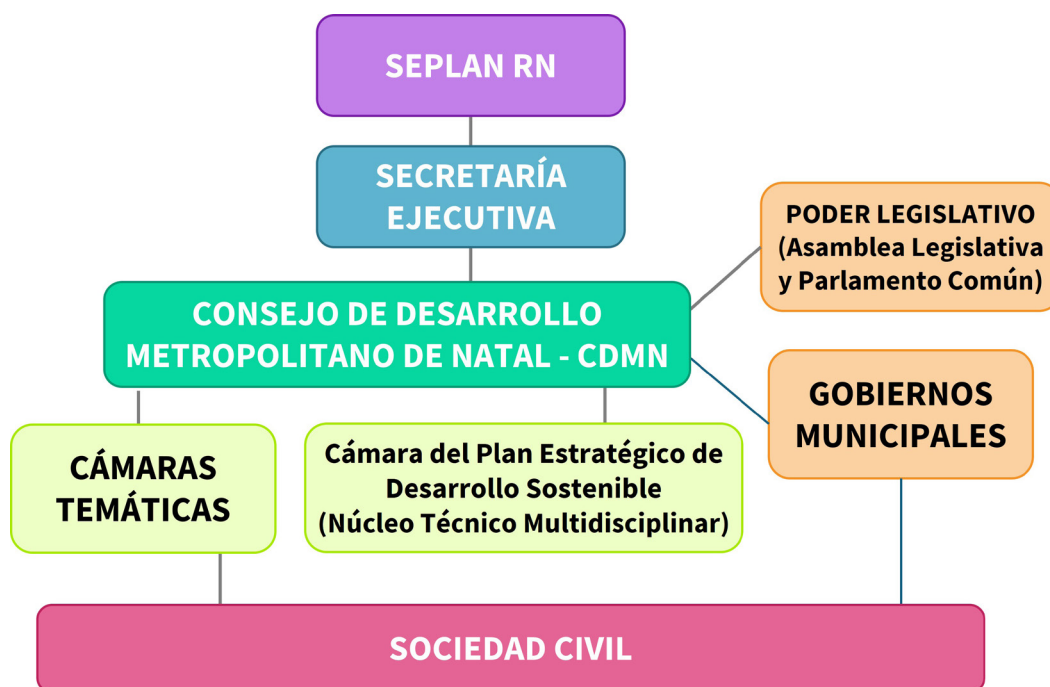 SEPLAN RN
SECRETARÍA
EJECUTIVA
PODER LEGISLATIVO
(Asamblea Legislativa
y Parlamento Común)
CONSEJO DE DESARROLLO
METROPOLITANO DE NATAL - CDMN
GOBIERNOS
MUNICIPALES
CÁMARAS
TEMÁTICAS
Cámara del Plan Estratégico de
Desarrollo Sostenible
(Núcleo Técnico Multidisciplinar)
SOCIEDAD CIVIL